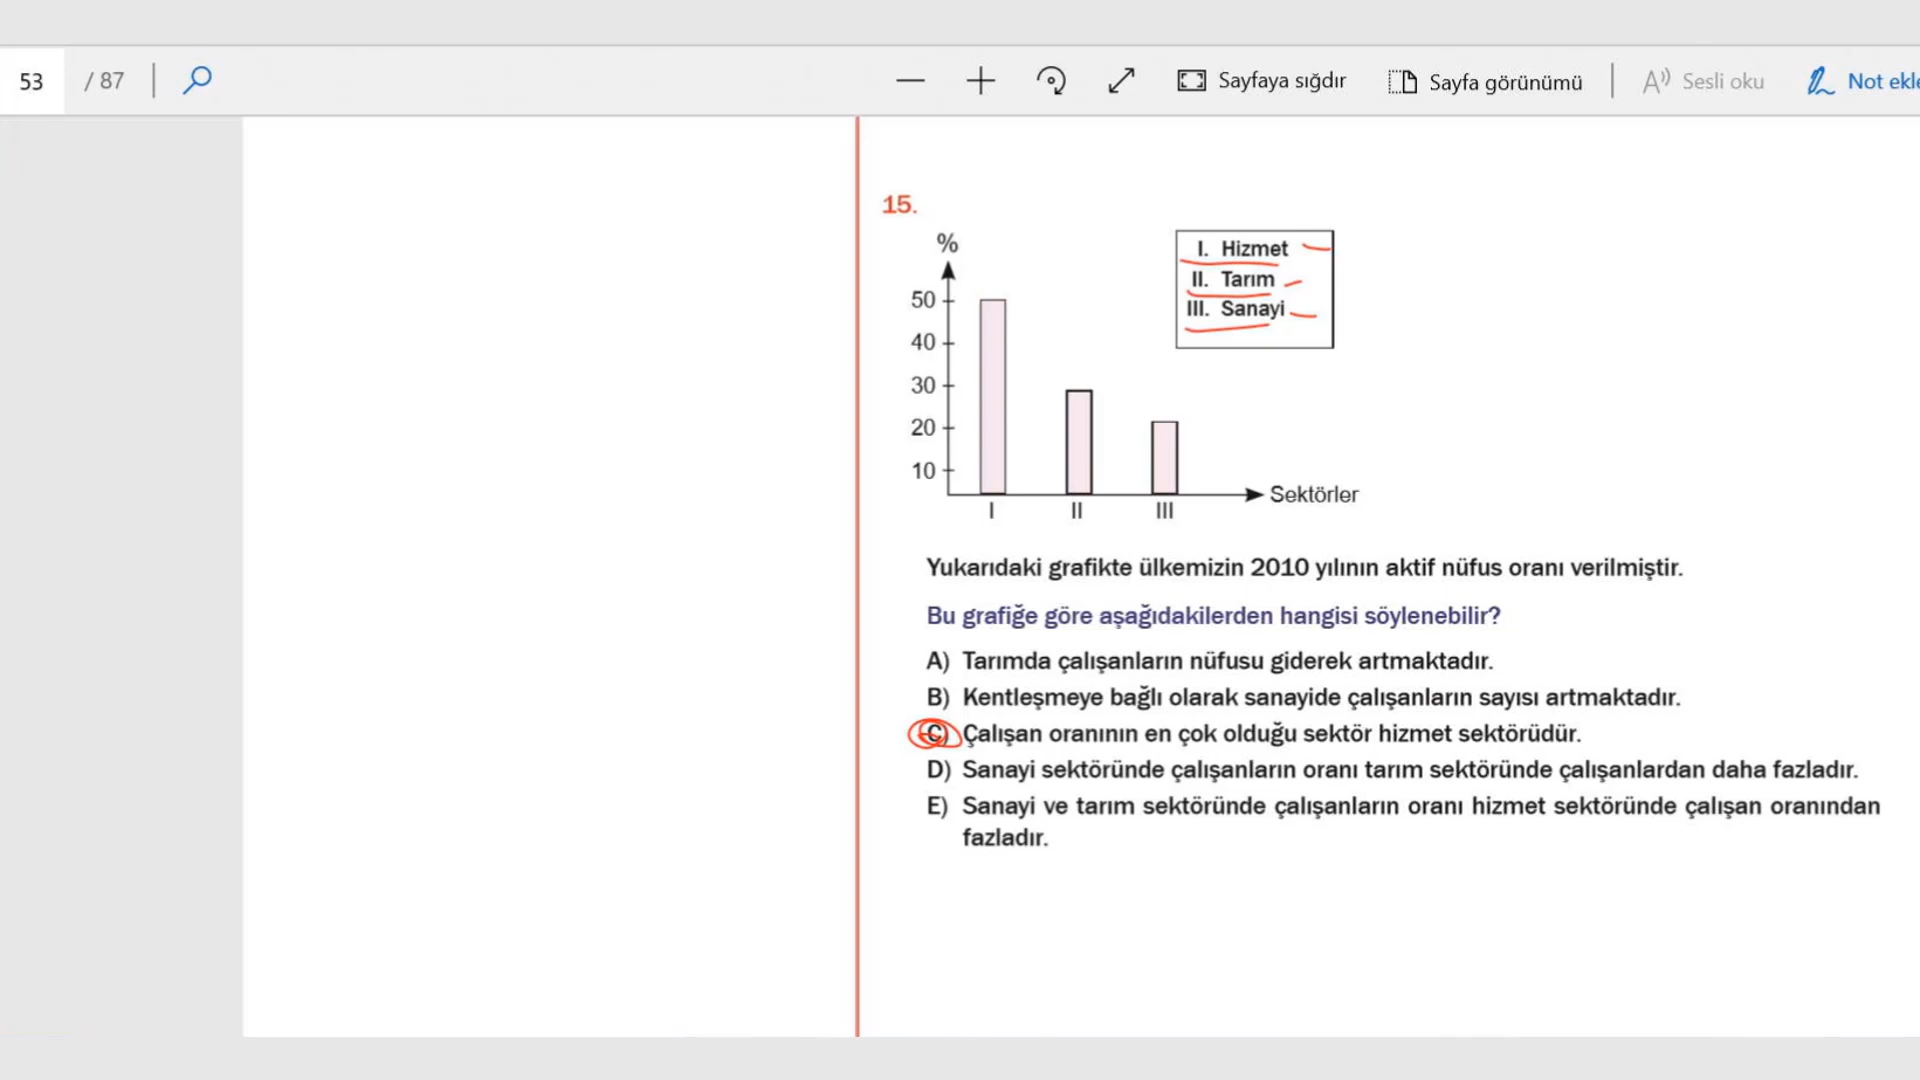 53 / 87 Sayfaya sığdır Sayfa görünümü Sesli oku Not ekle
15.
%
I. Hizmet
II. Tarım
III. Sanayi
50
40
30
20
10
Sektörler
I II III
Yukarıdaki grafikte ülkemizin 2010 yılının aktif nüfus oranı verilmiştir.
Bu grafiğe göre aşağıdakilerden hangisi söylenebilir?
A) Tarımda çalışanların nüfusu giderek artmaktadır.
B) Kentleşmeye bağlı olarak sanayide çalışanların sayısı artmaktadır.
C) Çalışan oranının en çok olduğu sektör hizmet sektörüdür.
D) Sanayi sektöründe çalışanların oranı tarım sektöründe çalışanlardan daha fazladır.
E) Sanayi ve tarım sektöründe çalışanların oranı hizmet sektöründe çalışan oranından
fazladır.